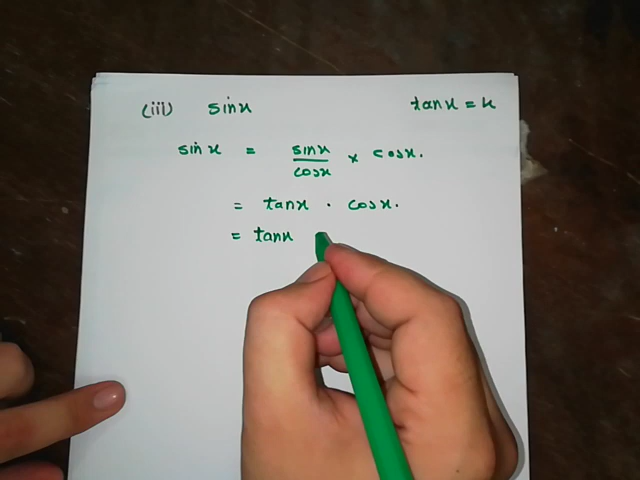 (iii) sinx tanx = k
sinx = sinx/cosx × cosx.
= tanx · cosx.
= tanx